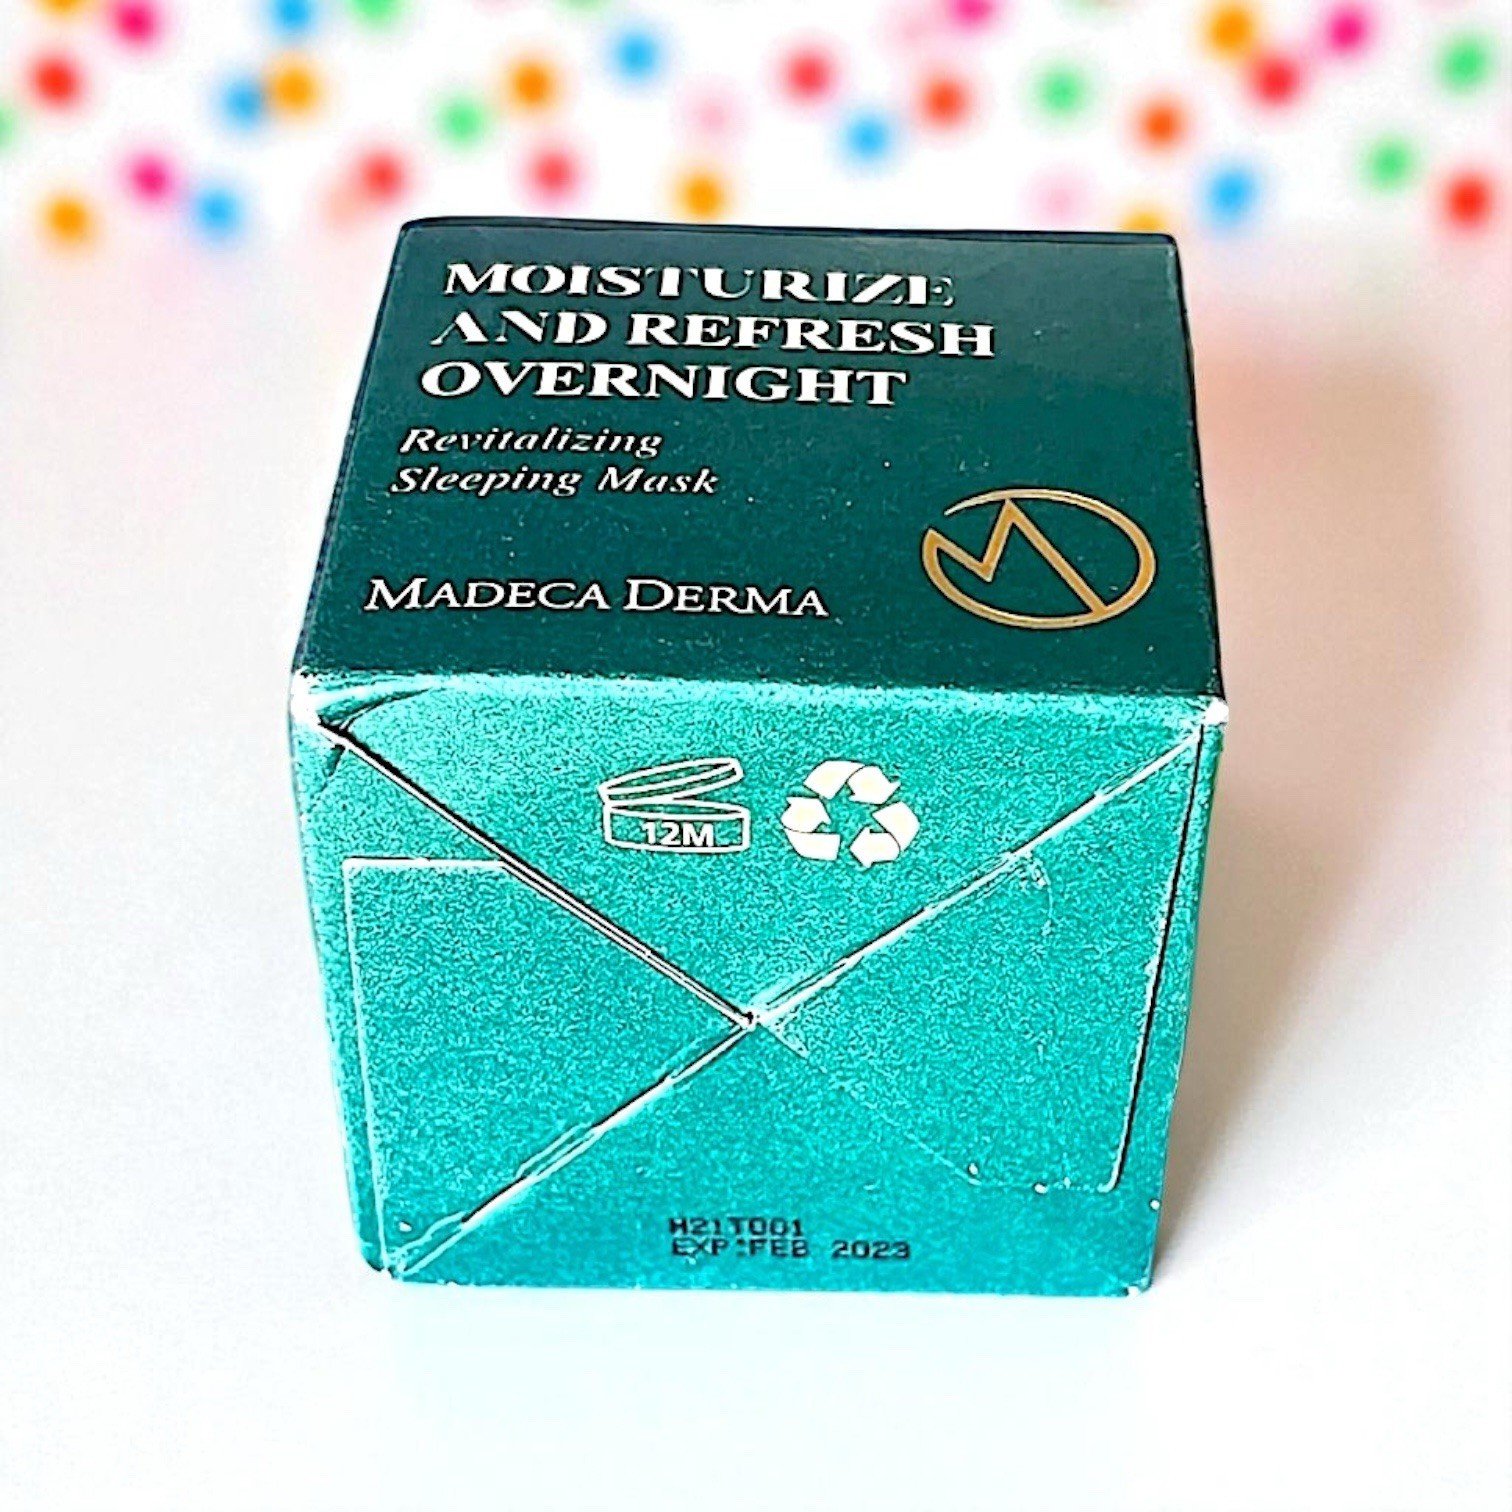 MOISTURIZE
AND REFRESH
OVERNIGHT
Revitalizing
Sleeping Mask
MADECA DERMA
12M
H21T001
EXP:FEB 2023